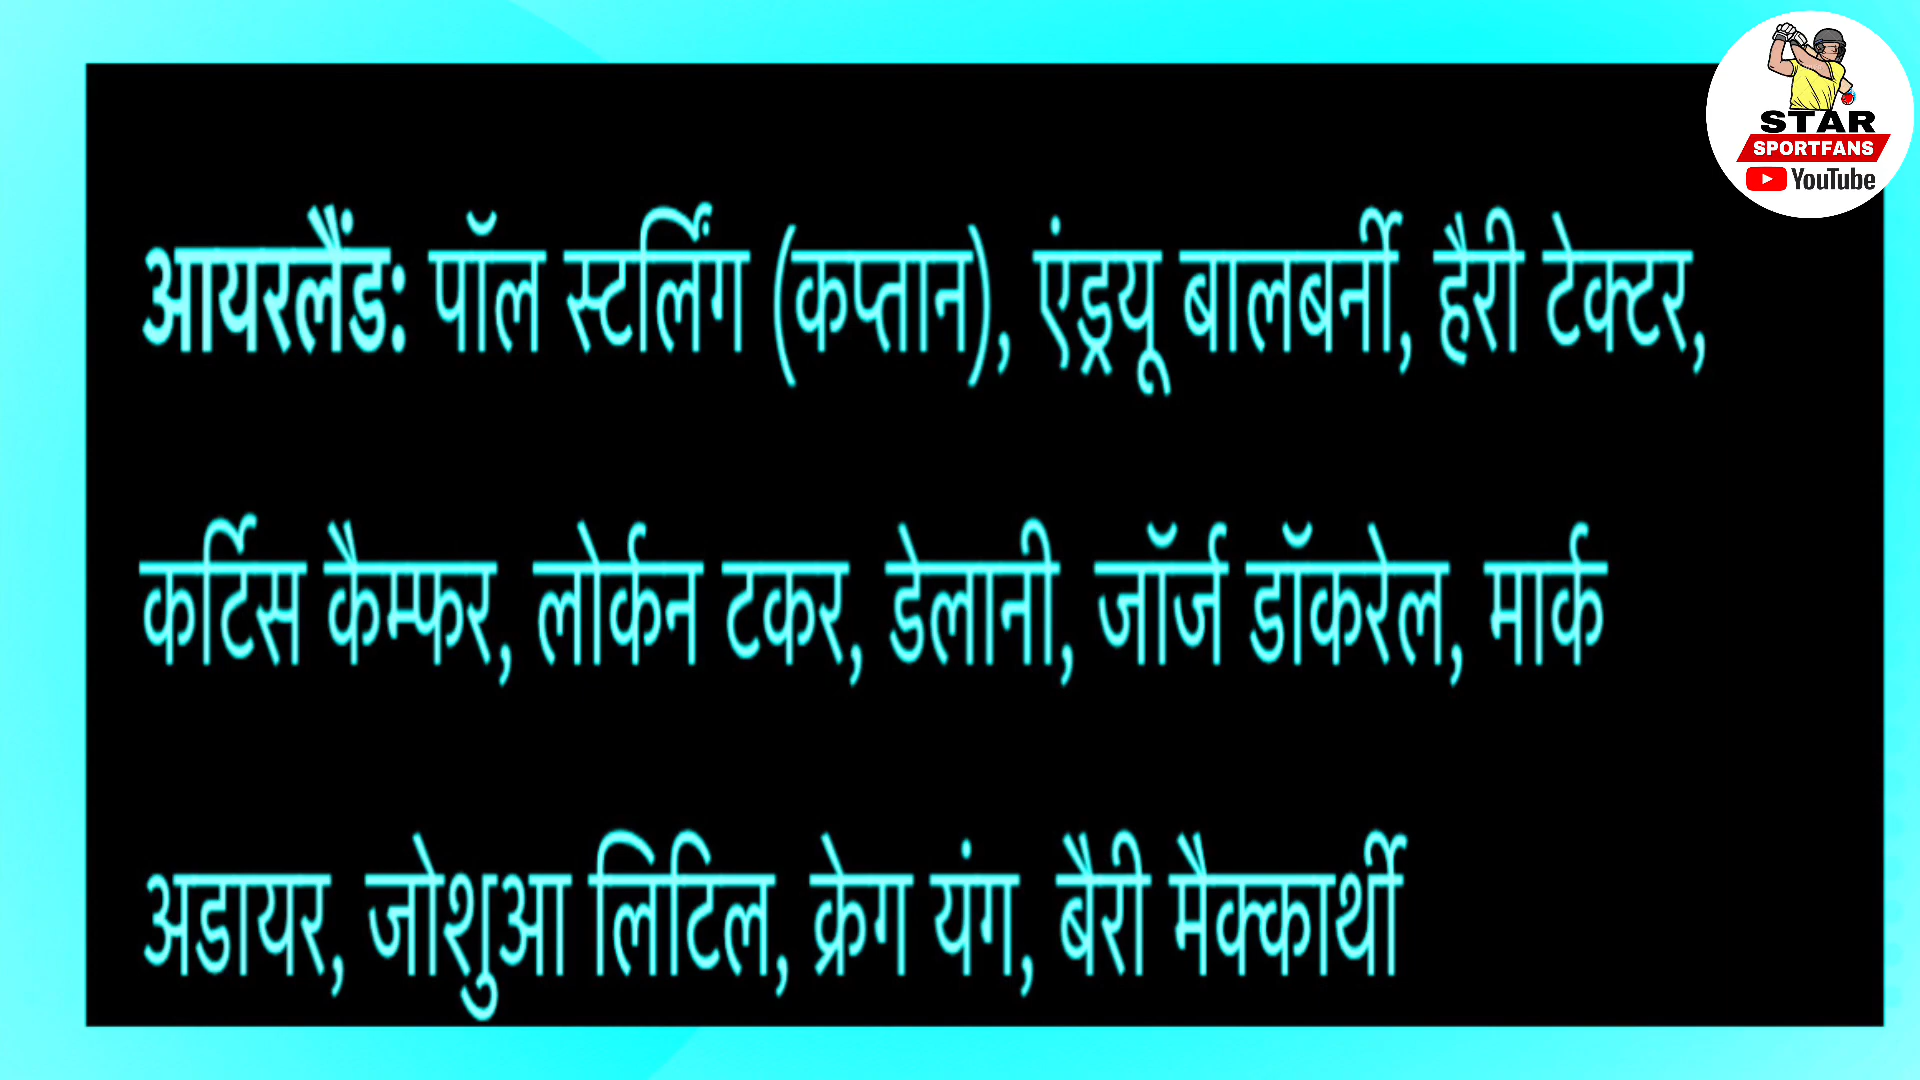 STAR
SPORTFANS
YouTube
आयरलैंड: पॉल स्टर्लिंग (कप्तान), एंड्रयू बालबर्नी, हैरी टेक्टर,
कर्टिस कैम्फर, लोर्कन टकर, डेलानी, जॉर्ज डॉकरेल, मार्क
अडायर, जोशुआ लिटिल, क्रेग यंग, बैरी मैक्कार्थी